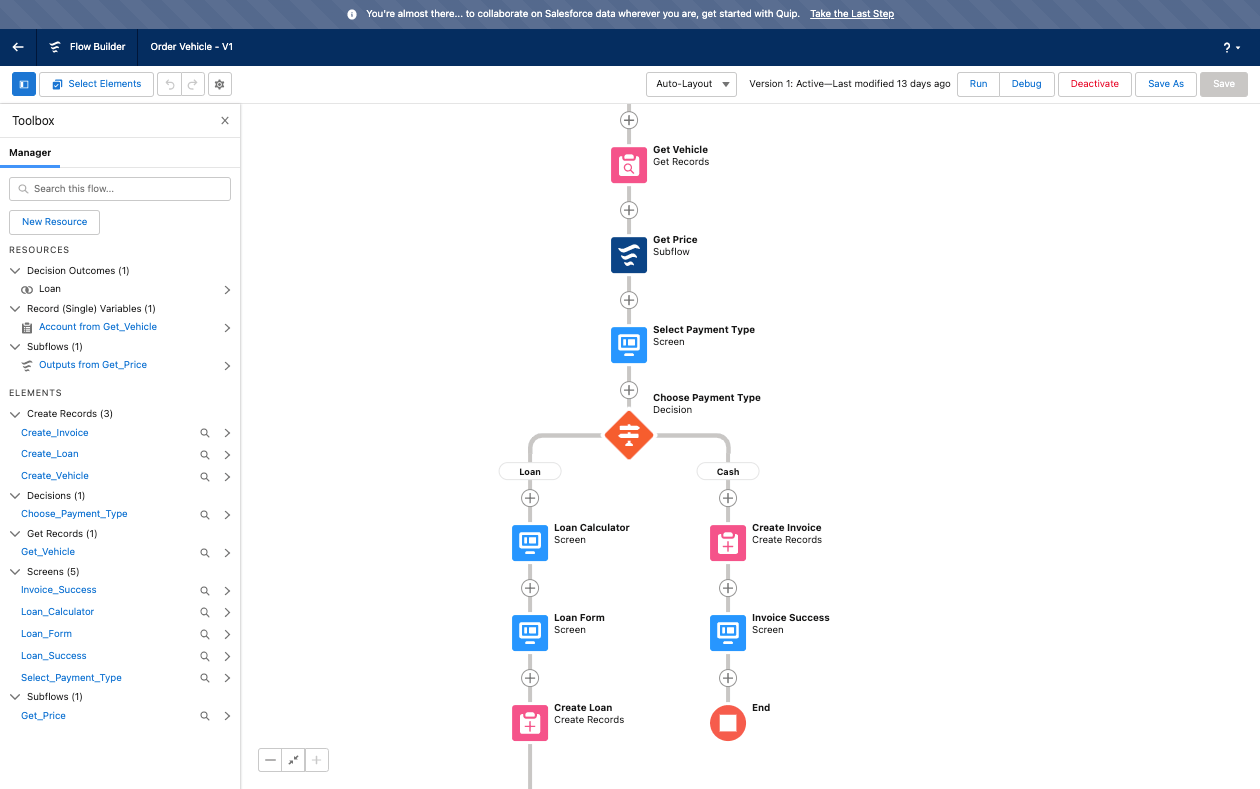 You're almost there... to collaborate on Salesforce data wherever you are, get started with Quip. Take the Last Step
Flow Builder
Order Vehicle - V1
?
Select Elements
Auto-Layout
Version 1: Active—Last modified 13 days ago
Run
Debug
Deactivate
Save As
Save
Toolbox
Manager
Search this flow...
New Resource
RESOURCES
Decision Outcomes (1)
Loan
Record (Single) Variables (1)
Account from Get_Vehicle
Subflows (1)
Outputs from Get_Price
ELEMENTS
Create Records (3)
Create_Invoice
Create_Loan
Create_Vehicle
Decisions (1)
Choose_Payment_Type
Get Records (1)
Get_Vehicle
Screens (5)
Invoice_Success
Loan_Calculator
Loan_Form
Loan_Success
Select_Payment_Type
Subflows (1)
Get_Price
Get Vehicle
Get Records
Get Price
Subflow
Select Payment Type
Screen
Choose Payment Type
Decision
Loan
Cash
Loan Calculator
Screen
Create Invoice
Create Records
Loan Form
Screen
Invoice Success
Screen
Create Loan
Create Records
End